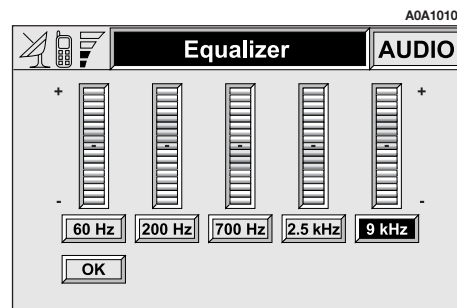 A0A1010
Equalizer AUDIO
+ +
- - - - -
- -
60 Hz 200 Hz 700 Hz 2.5 kHz 9 kHz
OK